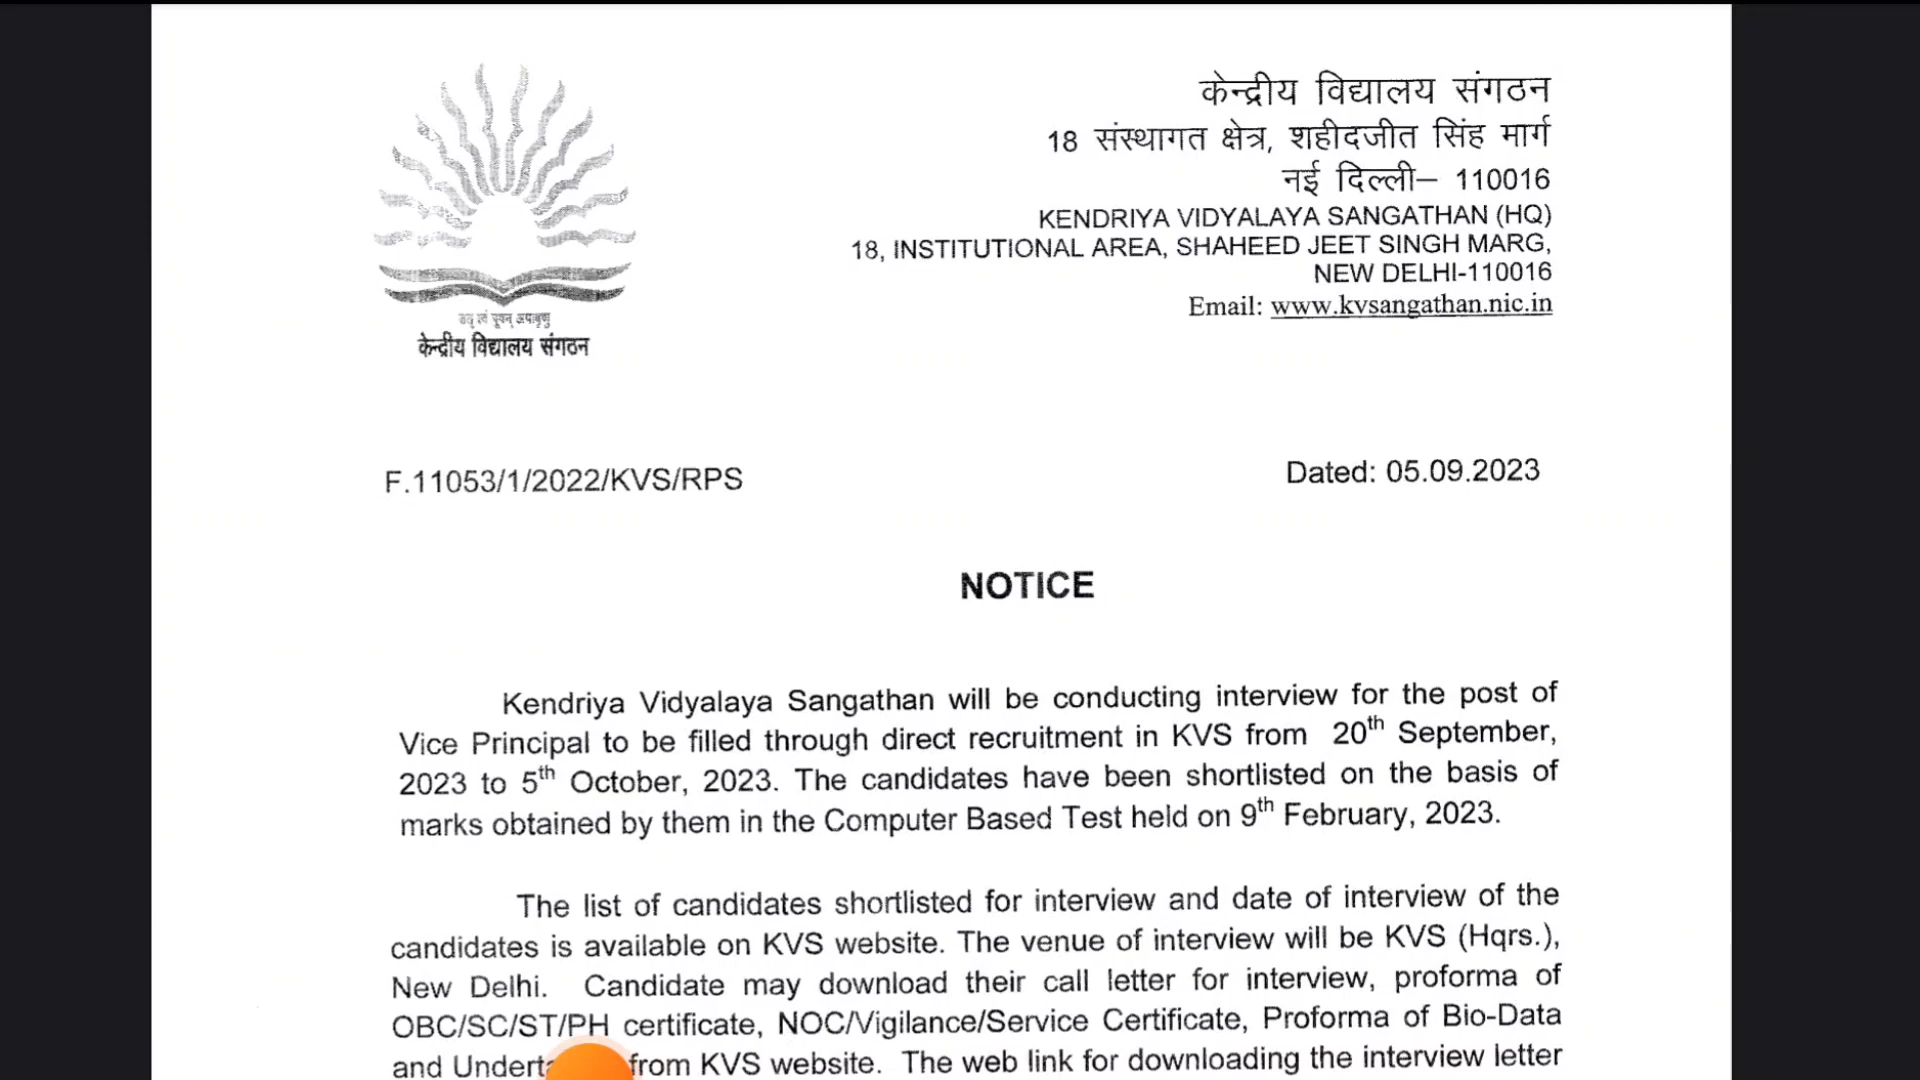 केन्द्रीय विद्यालय संगठन
18 संस्थागत क्षेत्र, शहीदजीत सिंह मार्ग
नई दिल्ली– 110016
KENDRIYA VIDYALAYA SANGATHAN (HQ)
18, INSTITUTIONAL AREA, SHAHEED JEET SINGH MARG,
NEW DELHI-110016
Email: www.kvsangathan.nic.in
केन्द्रीय विद्यालय संगठन
F.11053/1/2022/KVS/RPS
Dated: 05.09.2023
NOTICE
Kendriya Vidyalaya Sangathan will be conducting interview for the post of
Vice Principal to be filled through direct recruitment in KVS from 20th September,
2023 to 5th October, 2023. The candidates have been shortlisted on the basis of
marks obtained by them in the Computer Based Test held on 9th February, 2023.
The list of candidates shortlisted for interview and date of interview of the
candidates is available on KVS website. The venue of interview will be KVS (Hqrs.),
New Delhi. Candidate may download their call letter for interview, proforma of
OBC/SC/ST/PH certificate, NOC/Vigilance/Service Certificate, Proforma of Bio-Data
and from KVS website. The web link for downloading the interview letter